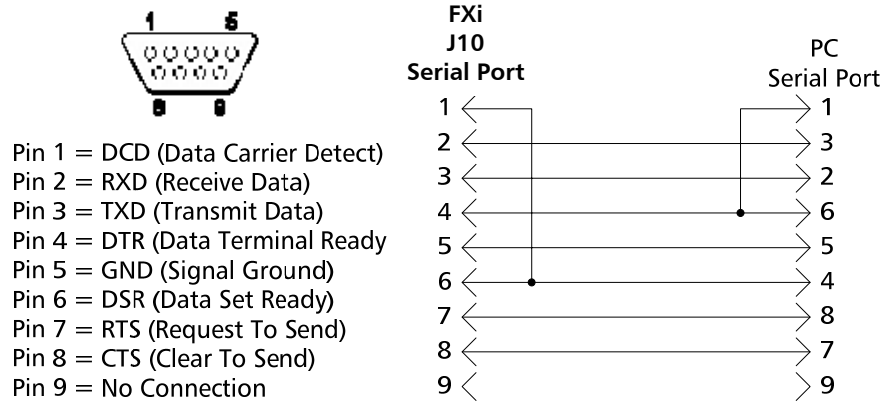 1 5
6 9
Pin 1 = DCD (Data Carrier Detect)
Pin 2 = RXD (Receive Data)
Pin 3 = TXD (Transmit Data)
Pin 4 = DTR (Data Terminal Ready
Pin 5 = GND (Signal Ground)
Pin 6 = DSR (Data Set Ready)
Pin 7 = RTS (Request To Send)
Pin 8 = CTS (Clear To Send)
Pin 9 = No Connection
FXi
J10
Serial Port
PC
Serial Port
1 1
2 3
3 2
4 6
5 5
6 4
7 8
8 7
9 9